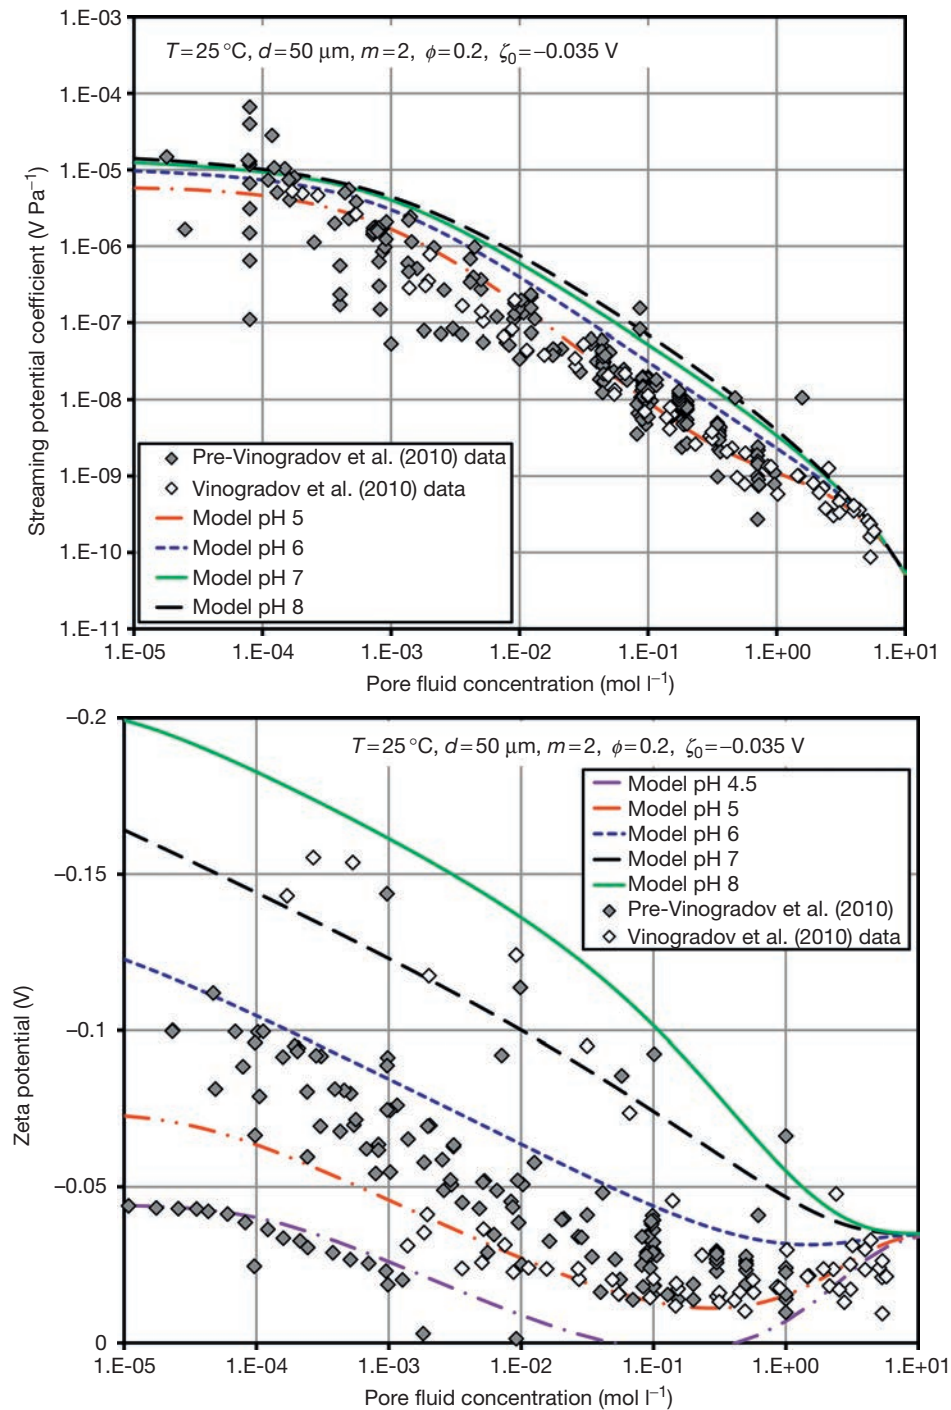 T=25 °C, d=50 μm, m=2, ϕ=0.2, ζ₀=−0.035 V
Streaming potential coefficient (V Pa⁻¹)
1.E-03
1.E-04
1.E-05
1.E-06
1.E-07
1.E-08
1.E-09
1.E-10
1.E-11
Pre-Vinogradov et al. (2010) data
Vinogradov et al. (2010) data
Model pH 5
Model pH 6
Model pH 7
Model pH 8
1.E-05 1.E-04 1.E-03 1.E-02 1.E-01 1.E+00 1.E+01
Pore fluid concentration (mol l⁻¹)
T=25 °C, d=50 μm, m=2, ϕ=0.2, ζ₀=−0.035 V
Zeta potential (V)
−0.2
−0.15
−0.1
−0.05
0
Model pH 4.5
Model pH 5
Model pH 6
Model pH 7
Model pH 8
Pre-Vinogradov et al. (2010)
Vinogradov et al. (2010) data
1.E-05 1.E-04 1.E-03 1.E-02 1.E-01 1.E+00 1.E+01
Pore fluid concentration (mol l⁻¹)